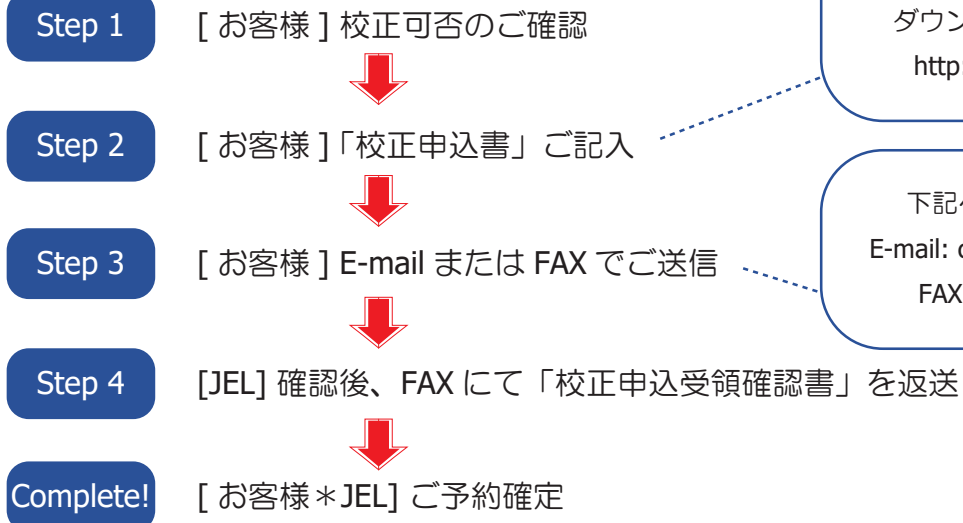 Step 1
[ お客様 ] 校正可否のご確認
ダウン
http:
Step 2
[ お客様 ]「校正申込書」ご記入
下記へ
E-mail: c
FAX
Step 3
[ お客様 ] E-mail または FAX でご送信
Step 4
[JEL] 確認後、FAX にて「校正申込受領確認書」を返送
Complete!
[ お客様＊JEL] ご予約確定